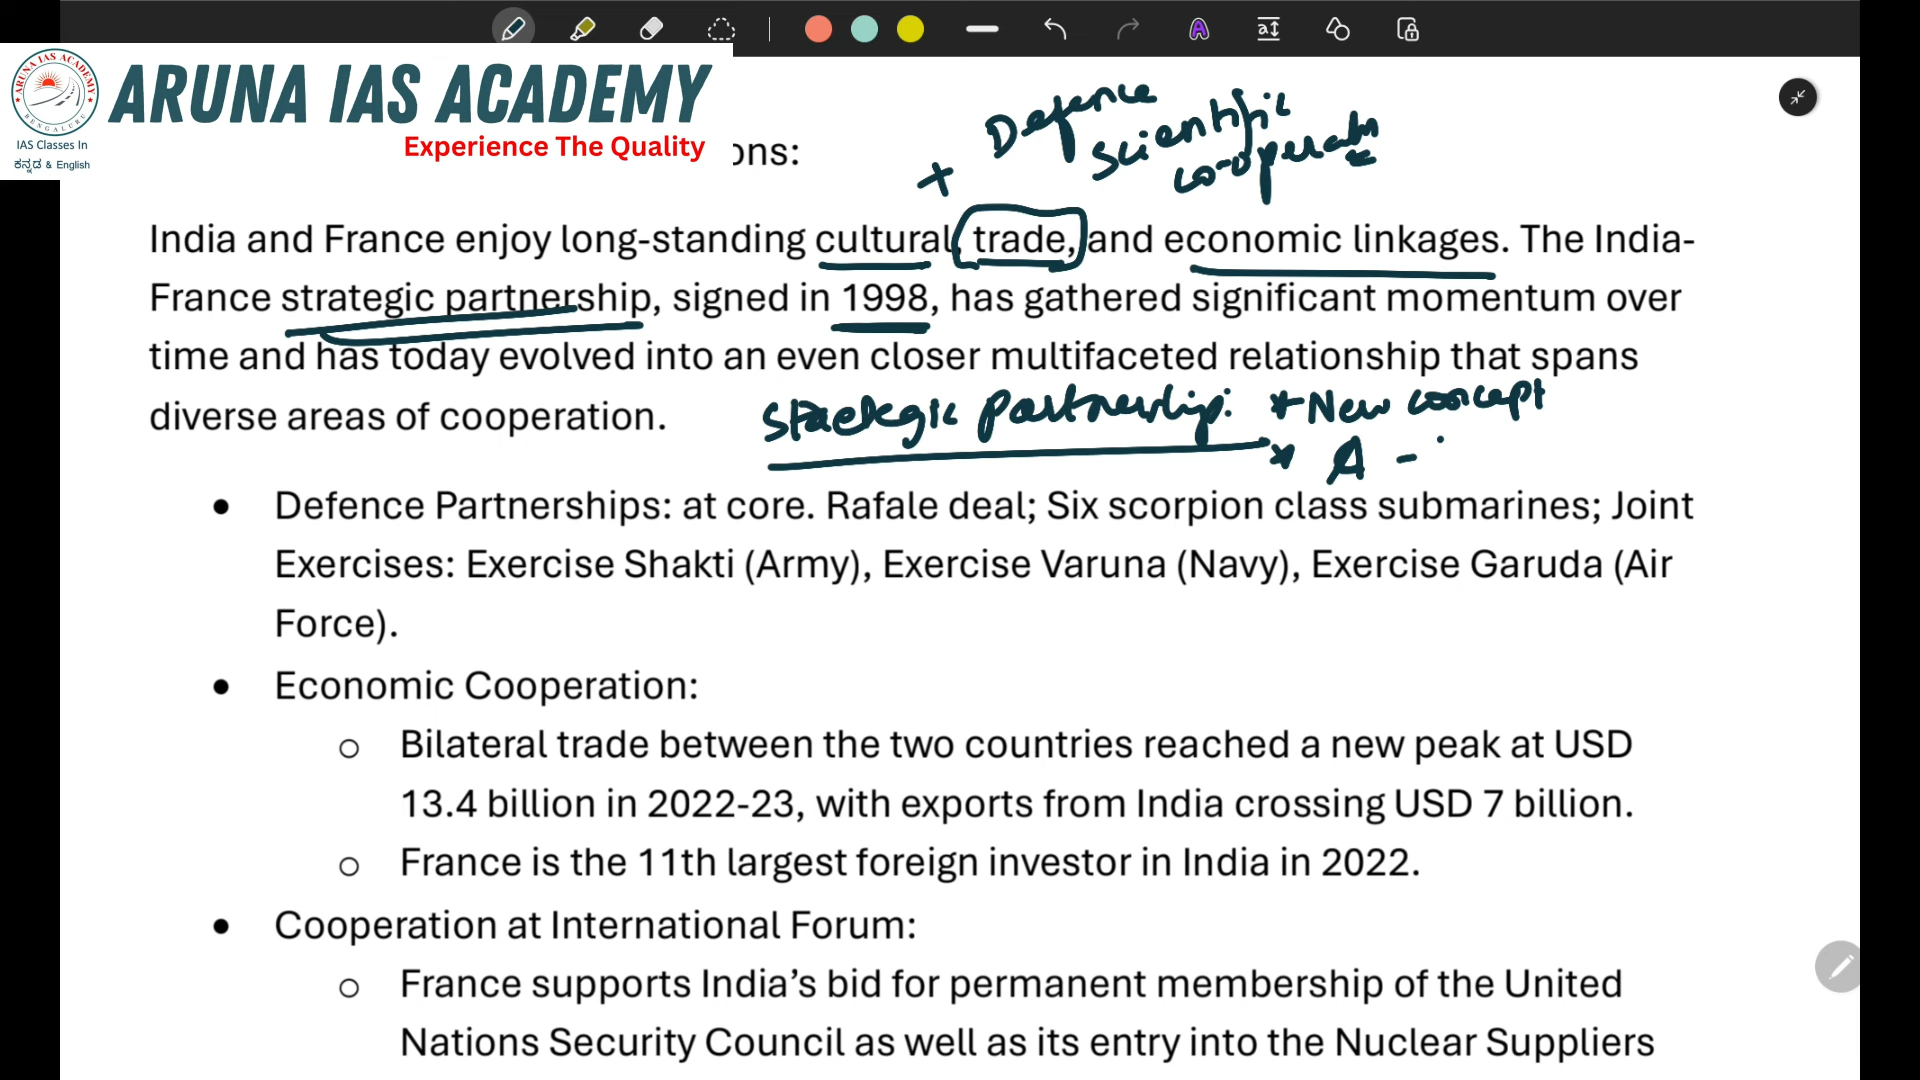 ARUNA IAS ACADEMY
Experience The Quality
ARUNA IAS ACADEMY
BENGALURU
IAS Classes In
ಕನ್ನಡ & English
ons:
+ Defence
Scientific
co-operatn
India and France enjoy long-standing cultural, trade, and economic linkages. The India-
France strategic partnership, signed in 1998, has gathered significant momentum over
time and has today evolved into an even closer multifaceted relationship that spans
diverse areas of cooperation.
Strategic partnership: * New concept
* A -
• Defence Partnerships: at core. Rafale deal; Six scorpion class submarines; Joint
Exercises: Exercise Shakti (Army), Exercise Varuna (Navy), Exercise Garuda (Air
Force).
• Economic Cooperation:
o Bilateral trade between the two countries reached a new peak at USD
13.4 billion in 2022-23, with exports from India crossing USD 7 billion.
o France is the 11th largest foreign investor in India in 2022.
• Cooperation at International Forum:
o France supports India’s bid for permanent membership of the United
Nations Security Council as well as its entry into the Nuclear Suppliers